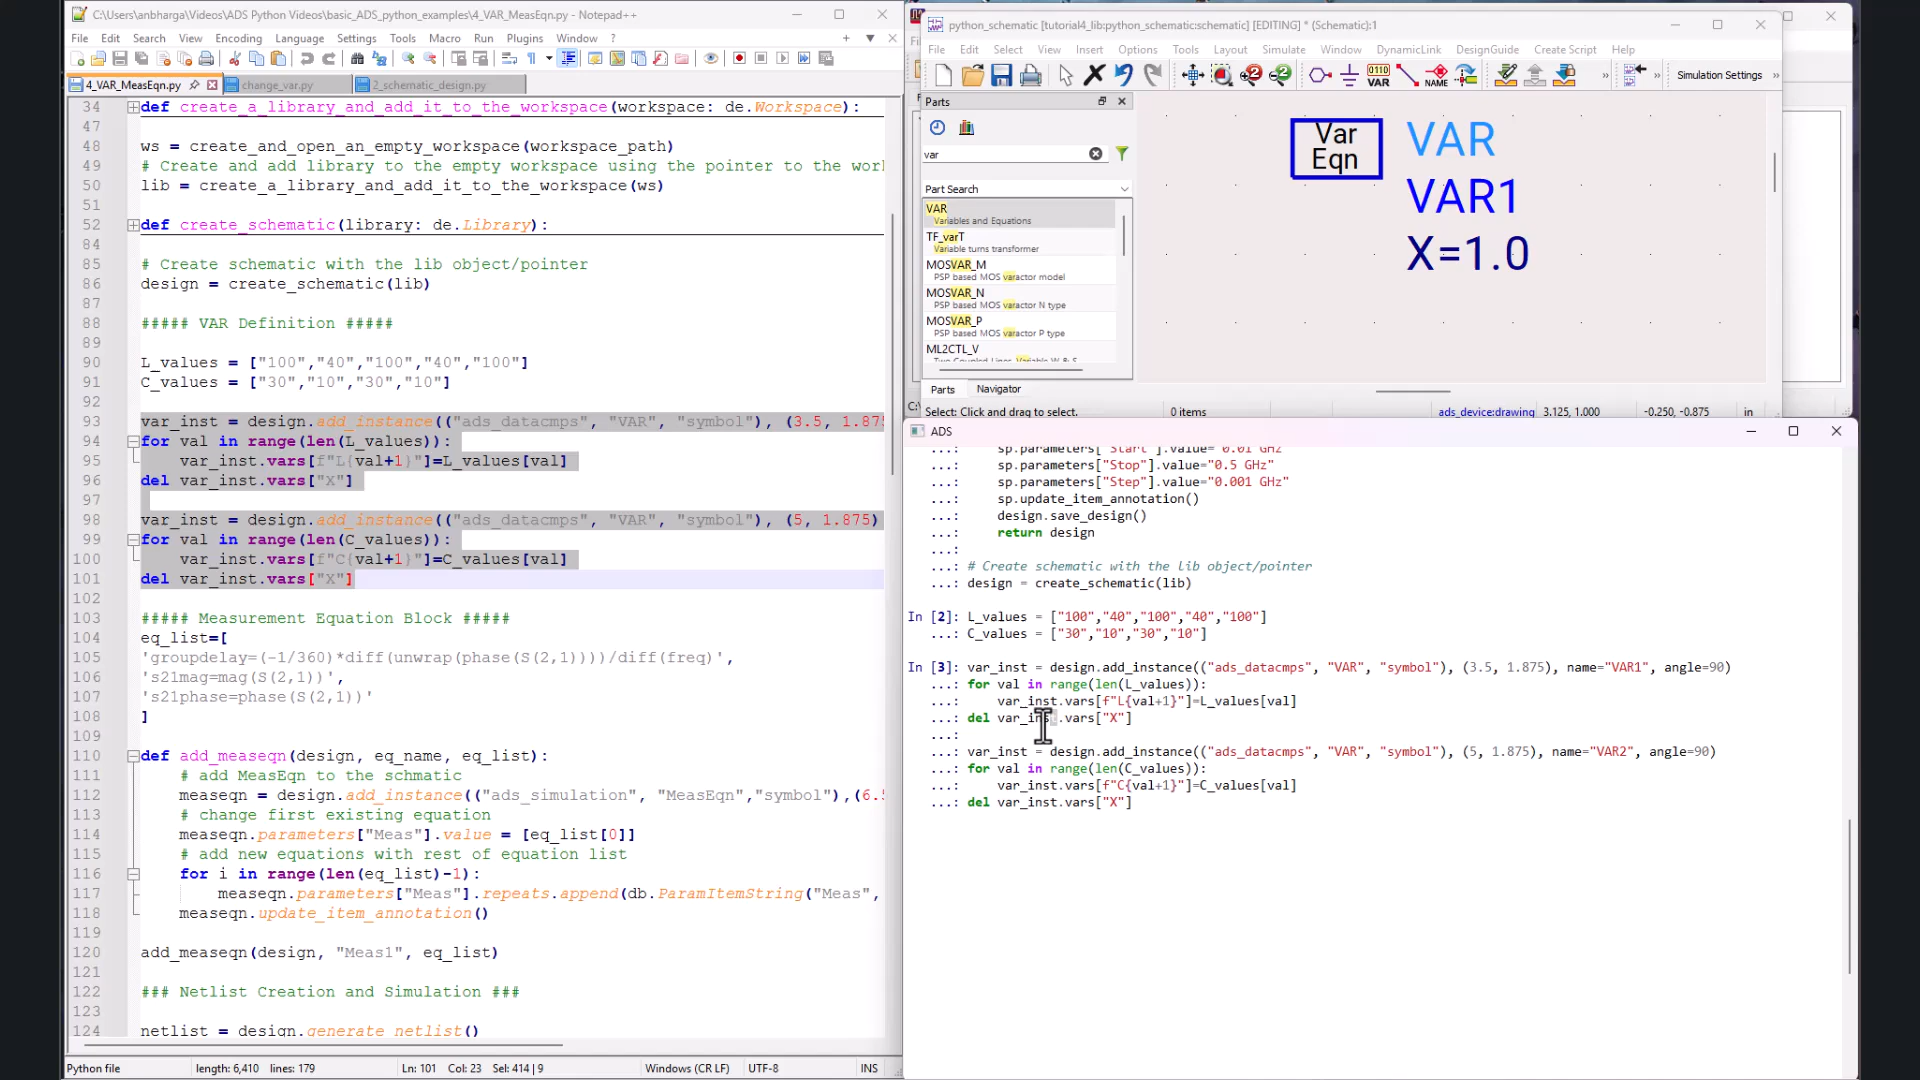 C:\Users\anbharga\Videos\ADS Python Videos\basic_ADS_python_examples\4_VAR_MeasEqn.py - Notepad++
File Edit Search View Encoding Language Settings Tools Macro Run Plugins Window ?
4_VAR_MeasEqn.py change_var.py 2_schematic_design.py
34 def create_a_library_and_add_it_to_the_workspace(workspace: de.Workspace):
47
48 ws = create_and_open_an_empty_workspace(workspace_path)
49 # Create and add library to the empty workspace using the pointer to the wor
50 lib = create_a_library_and_add_it_to_the_workspace(ws)
51
52 def create_schematic(library: de.Library):
84
85 # Create schematic with the lib object/pointer
86 design = create_schematic(lib)
87
88 ##### VAR Definition #####
89
90 L_values = ["100","40","100","40","100"]
91 C_values = ["30","10","30","10"]
92
93 var_inst = design.add_instance(("ads_datacmps", "VAR", "symbol"), (3.5, 1.875
94 for val in range(len(L_values)):
95 var_inst.vars[f"L{val+1}"]=L_values[val]
96 del var_inst.vars["X"]
97
98 var_inst = design.add_instance(("ads_datacmps", "VAR", "symbol"), (5, 1.875)
99 for val in range(len(C_values)):
100 var_inst.vars[f"C{val+1}"]=C_values[val]
101 del var_inst.vars["X"]
102
103 ##### Measurement Equation Block #####
104 eq_list=[
105 'groupdelay=(-1/360)*diff(unwrap(phase(S(2,1))))/diff(freq)',
106 's21mag=mag(S(2,1))',
107 's21phase=phase(S(2,1))'
108 ]
109
110 def add_measeqn(design, eq_name, eq_list):
111 # add MeasEqn to the schmatic
112 measeqn = design.add_instance(("ads_simulation", "MeasEqn","symbol"),(6.5
113 # change first existing equation
114 measeqn.parameters["Meas"].value = [eq_list[0]]
115 # add new equations with rest of equation list
116 for i in range(len(eq_list)-1):
117 measeqn.parameters["Meas"].repeats.append(db.ParamItemString("Meas",
118 measeqn.update_item_annotation()
119
120 add_measeqn(design, "Meas1", eq_list)
121
122 ### Netlist Creation and Simulation ###
123
124 netlist = design.generate_netlist()
Python file length: 6,410 lines: 179 Ln: 101 Col: 23 Sel: 414 | 9 Windows (CR LF) UTF-8 INS
python_schematic [tutorial4_lib:python_schematic:schematic] [EDITING] * (Schematic):1
File Edit Select View Insert Options Tools Layout Simulate Window DynamicLink DesignGuide Create Script Help
0110 VAR NAME Simulation Settings
Parts
var
Part Search
VAR
Variables and Equations
TF_varT
Variable turns transformer
MOSVAR_M
PSP based MOS varactor model
MOSVAR_N
PSP based MOS varactor N type
MOSVAR_P
PSP based MOS varactor P type
ML2CTL_V
Parts Navigator
Var
Eqn
VAR
VAR1
X=1.0
Select: Click and drag to select. 0 items ads_device:drawing 3.125, 1.000 -0.250, -0.875 in
ADS
...: sp.parameters["Start"].value="0.01 GHz"
...: sp.parameters["Stop"].value="0.5 GHz"
...: sp.parameters["Step"].value="0.001 GHz"
...: sp.update_item_annotation()
...: design.save_design()
...: return design
...:
...: # Create schematic with the lib object/pointer
...: design = create_schematic(lib)
In [2]: L_values = ["100","40","100","40","100"]
...: C_values = ["30","10","30","10"]
In [3]: var_inst = design.add_instance(("ads_datacmps", "VAR", "symbol"), (3.5, 1.875), name="VAR1", angle=90)
...: for val in range(len(L_values)):
...: var_inst.vars[f"L{val+1}"]=L_values[val]
...: del var_inst.vars["X"]
...:
...: var_inst = design.add_instance(("ads_datacmps", "VAR", "symbol"), (5, 1.875), name="VAR2", angle=90)
...: for val in range(len(C_values)):
...: var_inst.vars[f"C{val+1}"]=C_values[val]
...: del var_inst.vars["X"]